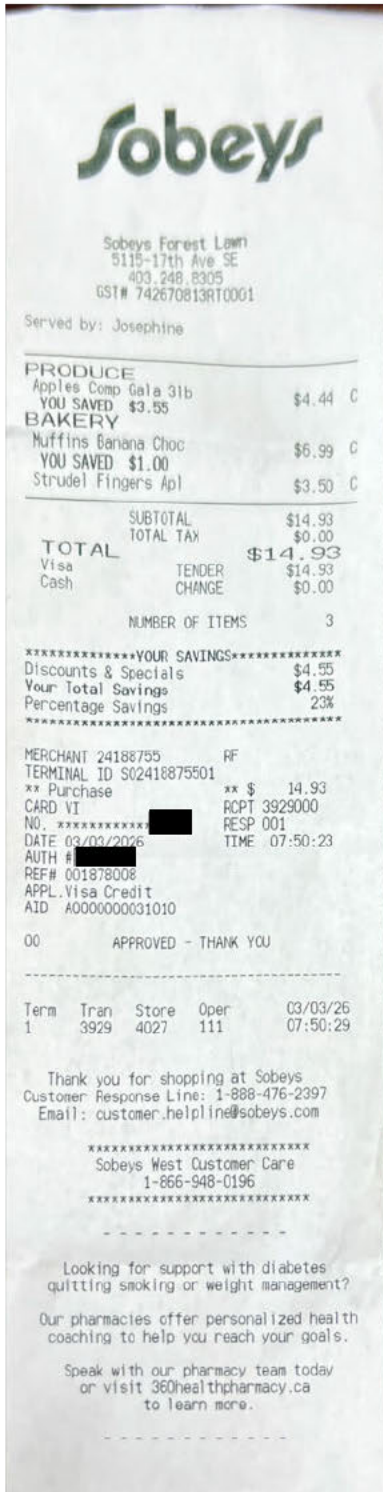 Sobeys
Sobeys Forest Lawn
5115-17th Ave SE
403.248.8305
GST# 742670813RT0001
Served by: Josephine
PRODUCE
Apples Comp Gala 3lb $4.44 C
YOU SAVED $3.55
BAKERY
Muffins Banana Choc $6.99 C
YOU SAVED $1.00
Strudel Fingers Apl $3.50 C
SUBTOTAL $14.93
TOTAL TAX $0.00
TOTAL $14.93
Visa TENDER $14.93
Cash CHANGE $0.00
NUMBER OF ITEMS 3
**************YOUR SAVINGS**************
Discounts & Specials $4.55
Your Total Savings $4.55
Percentage Savings 23%
****************************************
MERCHANT 24188755 RF
TERMINAL ID S02418875501
** Purchase ** $ 14.93
CARD VI RCPT 3929000
NO. ************ RESP 001
DATE 03/03/2026 TIME 07:50:23
AUTH #
REF# 001878008
APPL.Visa Credit
AID A0000000031010
00 APPROVED - THANK YOU
----------------------------------------
Term Tran Store Oper 03/03/26
1 3929 4027 111 07:50:29
Thank you for shopping at Sobeys
Customer Response Line: 1-888-476-2397
Email: customer.helpline@sobeys.com
****************************
Sobeys West Customer Care
1-866-948-0196
****************************
- - - - - - - - - - - -
Looking for support with diabetes
quitting smoking or weight management?
Our pharmacies offer personalized health
coaching to help you reach your goals.
Speak with our pharmacy team today
or visit 360healthpharmacy.ca
to learn more.
- - - - - - - - - - - -